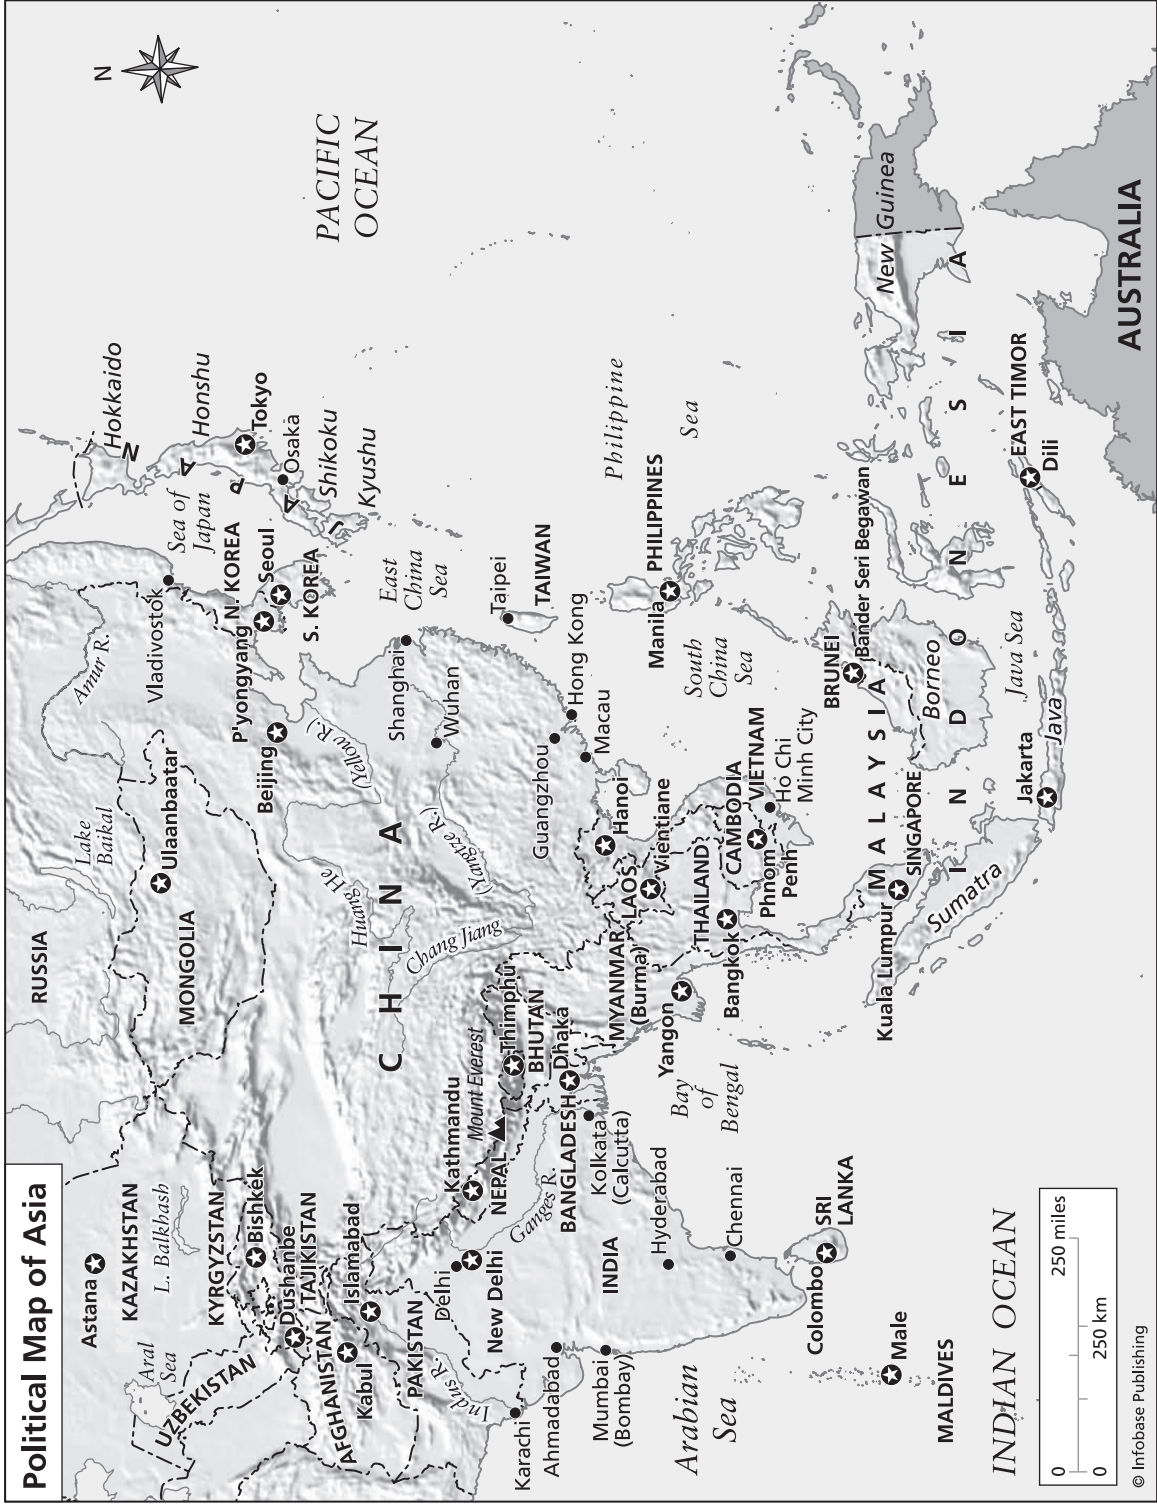 Political Map of Asia
N
RUSSIA
Astana
KAZAKHSTAN
L. Balkhash
Aral
Sea
UZBEKISTAN
KYRGYZSTAN
Bishkek
Dushanbe
TAJIKISTAN
AFGHANISTAN
Kabul
Islamabad
PAKISTAN
Indus R.
Karachi
MONGOLIA
Ulaanbaatar
Lake
Baikal
Amur R.
Vladivostok
Sea of
Japan
JAPAN
Hokkaido
Honshu
Tokyo
Osaka
Shikoku
Kyushu
N. KOREA
P'yongyang
Seoul
S. KOREA
Beijing
(Yellow R.)
Huang He
CHINA
Chang Jiang
(Yangtze R.)
Shanghai
Wuhan
East
China
Sea
Taipei
TAIWAN
Guangzhou
Hong Kong
Macau
PACIFIC
OCEAN
Delhi
New Delhi
Kathmandu
NEPAL
Mount Everest
Thimphu
BHUTAN
Ganges R.
BANGLADESH
Dhaka
Kolkata
(Calcutta)
Ahmadabad
Mumbai
(Bombay)
INDIA
Hyderabad
Chennai
Arabian
Sea
Bay
of
Bengal
SRI
LANKA
Colombo
Male
MALDIVES
INDIAN OCEAN
MYANMAR
(Burma)
Yangon
LAOS
Vientiane
Hanoi
THAILAND
Bangkok
CAMBODIA
Phnom
Penh
VIETNAM
Ho Chi
Minh City
South
China
Sea
Philippine
Sea
PHILIPPINES
Manila
BRUNEI
Bander Seri Begawan
MALAYSIA
Kuala Lumpur
SINGAPORE
Borneo
Sumatra
INDONESIA
Jakarta
Java
Java Sea
EAST TIMOR
Dili
New Guinea
AUSTRALIA
0 250 miles
0 250 km
© Infobase Publishing